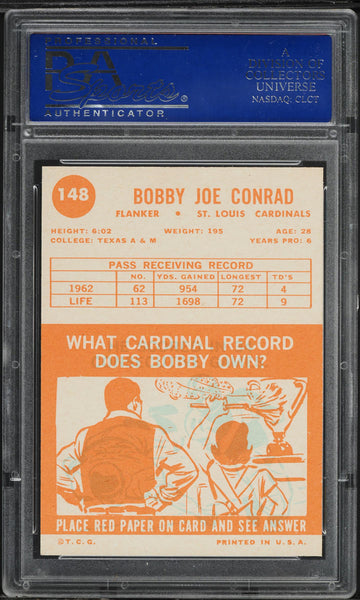 PROFESSIONAL
PSA
Sports
®
AUTHENTICATOR
A
DIVISION OF
COLLECTORS
UNIVERSE
NASDAQ: CLCT
148
BOBBY JOE CONRAD
FLANKER • ST. LOUIS CARDINALS
HEIGHT: 6:02 WEIGHT: 195 AGE: 28
COLLEGE: TEXAS A & M YEARS PRO: 6
PASS RECEIVING RECORD
NO. YDS. GAINED LONGEST TD'S
1962 62 954 72 4
LIFE 113 1698 72 9
WHAT CARDINAL RECORD
DOES BOBBY OWN?
PLACE RED PAPER ON CARD AND SEE ANSWER
©T.C.G. PRINTED IN U.S.A.